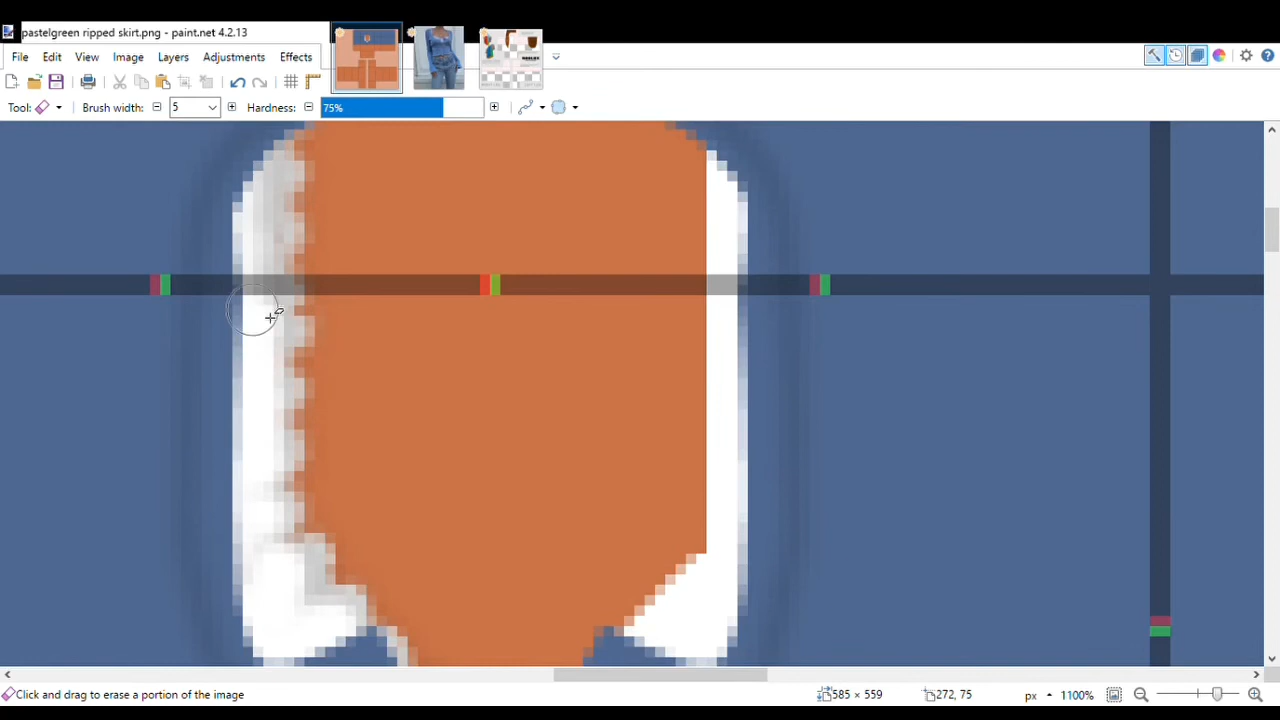 pastelgreen ripped skirt.png - paint.net 4.2.13
File Edit View Image Layers Adjustments Effects
Tool: Brush width: 5 Hardness: 75%
Click and drag to erase a portion of the image 585 × 559 272, 75 px 1100%